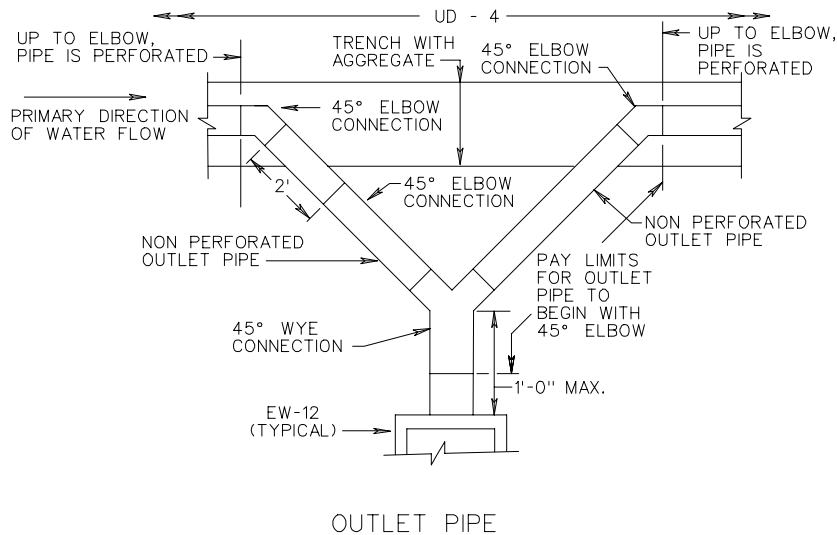 UD - 4
UP TO ELBOW,
PIPE IS PERFORATED
TRENCH WITH
AGGREGATE
45° ELBOW
CONNECTION
UP TO ELBOW,
PIPE IS
PERFORATED
PRIMARY DIRECTION
OF WATER FLOW
45° ELBOW
CONNECTION
2'
45° ELBOW
CONNECTION
NON PERFORATED
OUTLET PIPE
NON PERFORATED
OUTLET PIPE
PAY LIMITS
FOR OUTLET
PIPE TO
BEGIN WITH
45° ELBOW
45° WYE
CONNECTION
1'-0" MAX.
EW-12
(TYPICAL)
OUTLET PIPE